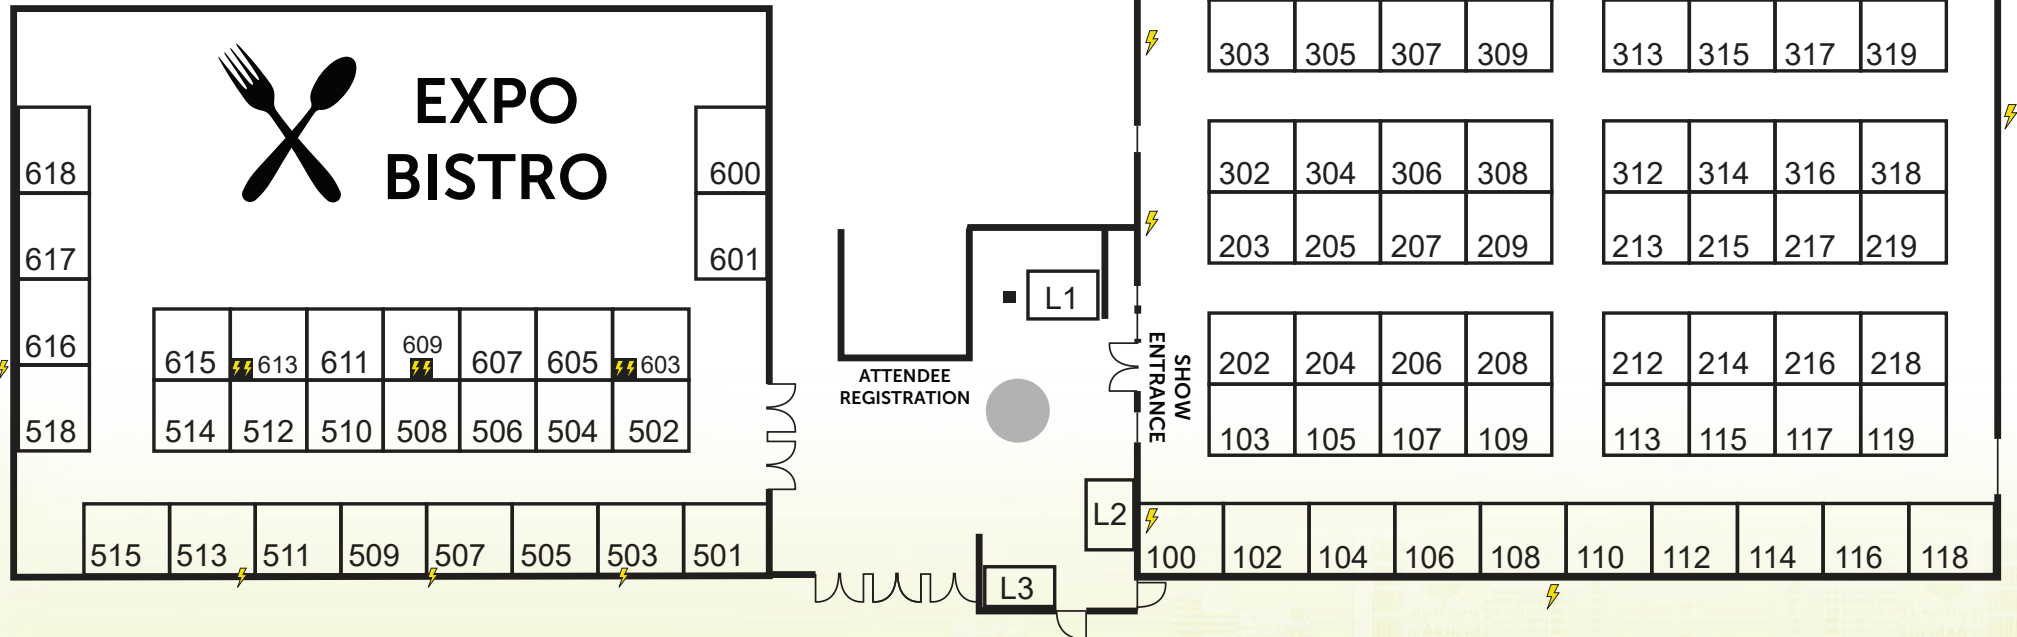 EXPO
BISTRO
618
617
616
518
600
601
615 613 611 609 607 605 603
514 512 510 508 506 504 502
515 513 511 509 507 505 503 501
ATTENDEE
REGISTRATION
L1
L2
L3
SHOW
ENTRANCE
303 305 307 309 313 315 317 319
302 304 306 308 312 314 316 318
203 205 207 209 213 215 217 219
202 204 206 208 212 214 216 218
103 105 107 109 113 115 117 119
100 102 104 106 108 110 112 114 116 118